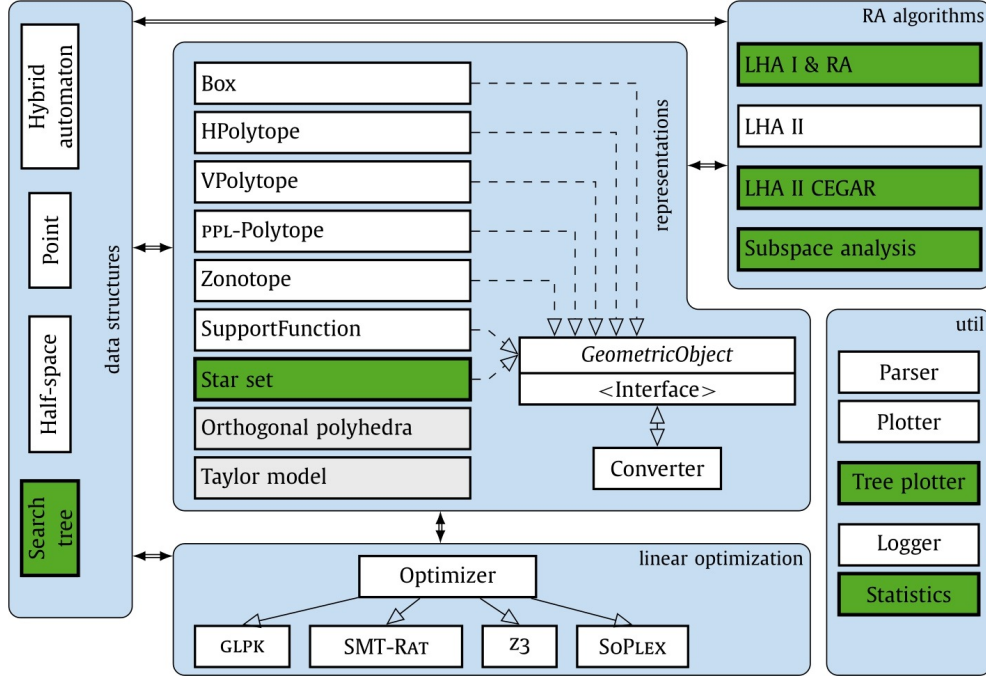 Hybrid
automaton
Point
Half-space
Search
tree
data structures
Box
HPolytope
VPolytope
PPL-Polytope
Zonotope
SupportFunction
Star set
Orthogonal polyhedra
Taylor model
representations
GeometricObject
<Interface>
Converter
linear optimization
Optimizer
GLPK
SMT-RAT
Z3
SOPLEX
RA algorithms
LHA I & RA
LHA II
LHA II CEGAR
Subspace analysis
util
Parser
Plotter
Tree plotter
Logger
Statistics